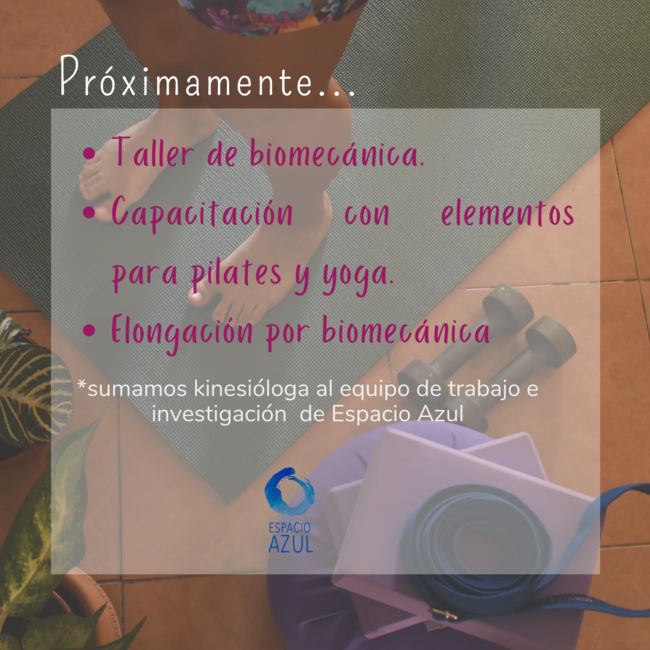 Próximamente...
• Taller de biomecánica.
• Capacitación con elementos
para pilates y yoga.
• Elongación por biomecánica
*sumamos kinesióloga al equipo de trabajo e
investigación de Espacio Azul
ESPACIO
AZUL